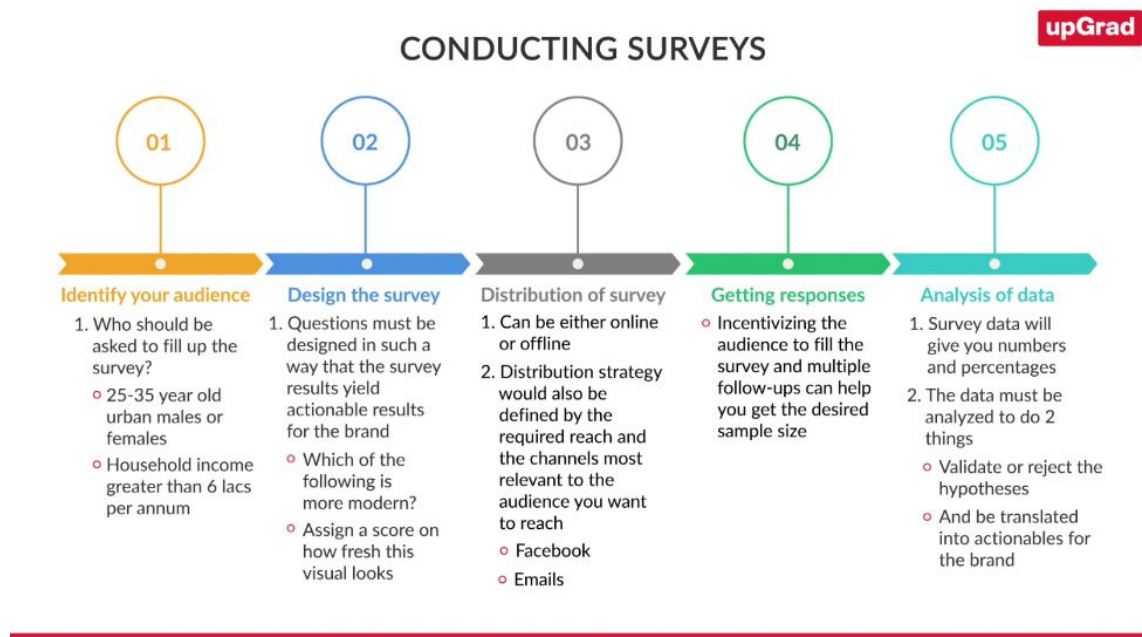 upGrad
CONDUCTING SURVEYS
01
02
03
04
05
Identify your audience
1. Who should be
asked to fill up the
survey?
25-35 year old
urban males or
females
Household income
greater than 6 lacs
per annum
Design the survey
1. Questions must be
designed in such a
way that the survey
results yield
actionable results
for the brand
Which of the
following is
more modern?
Assign a score on
how fresh this
visual looks
Distribution of survey
1. Can be either online
or offline
2. Distribution strategy
would also be
defined by the
required reach and
the channels most
relevant to the
audience you want
to reach
Facebook
Emails
Getting responses
Incentivizing the
audience to fill the
survey and multiple
follow-ups can help
you get the desired
sample size
Analysis of data
1. Survey data will
give you numbers
and percentages
2. The data must be
analyzed to do 2
things
Validate or reject the
hypotheses
And be translated
into actionables for
the brand